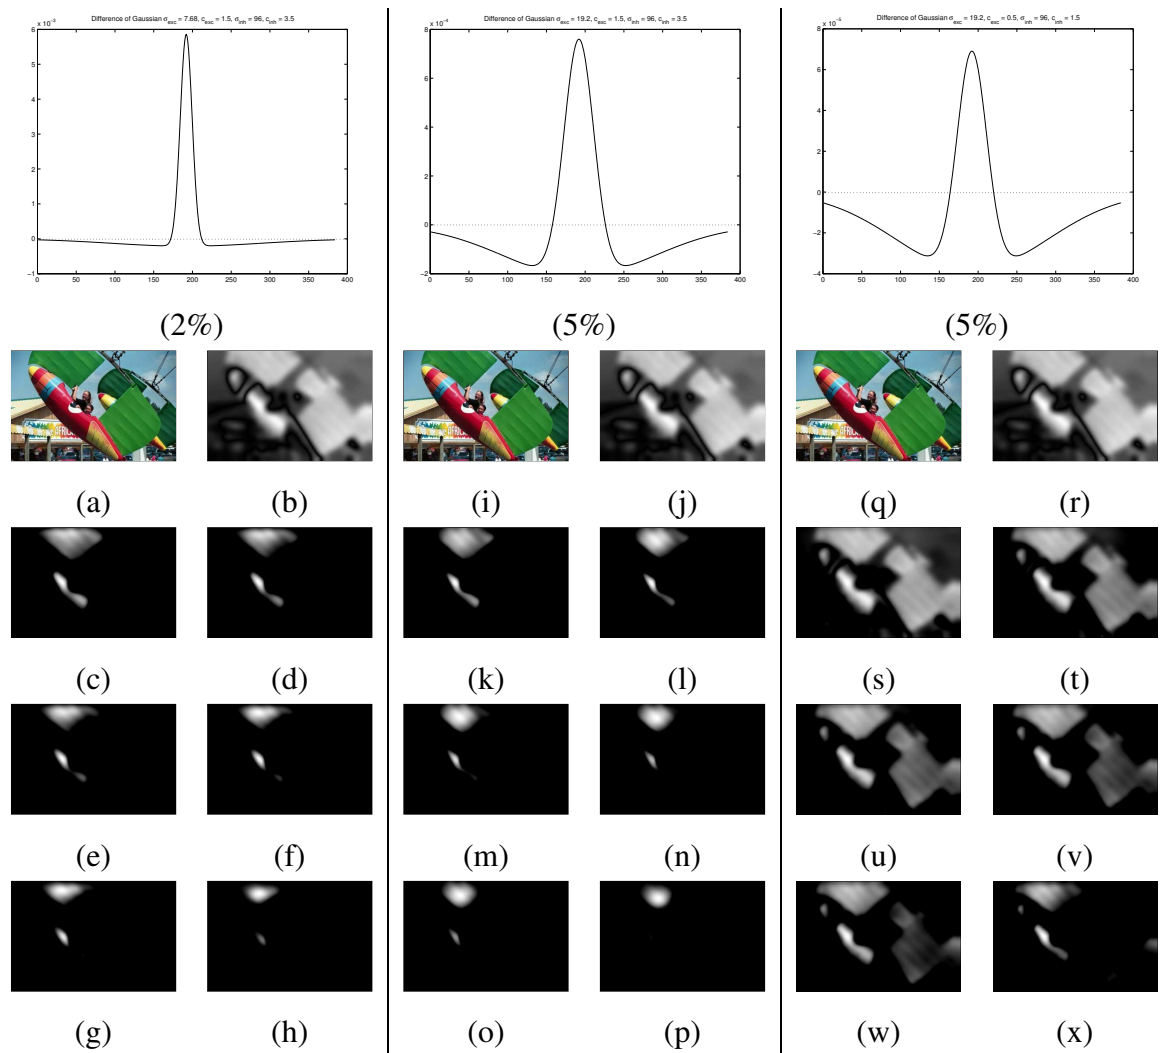 Difference of Gaussian σexc = 7.68, cexc = 1.5, σinh = 96, cinh = 3.5
x 10⁻³
6
5
4
3
2
1
0
−1
0 50 100 150 200 250 300 350 400
(2%)
Difference of Gaussian σexc = 19.2, cexc = 1.5, σinh = 96, cinh = 3.5
x 10⁻⁴
8
6
4
2
0
−2
0 50 100 150 200 250 300 350 400
(5%)
Difference of Gaussian σexc = 19.2, cexc = 0.5, σinh = 96, cinh = 1.5
x 10⁻⁵
8
6
4
2
0
−2
−4
0 50 100 150 200 250 300 350 400
(5%)
(a) (b) (i) (j) (q) (r)
(c) (d) (k) (l) (s) (t)
(e) (f) (m) (n) (u) (v)
(g) (h) (o) (p) (w) (x)